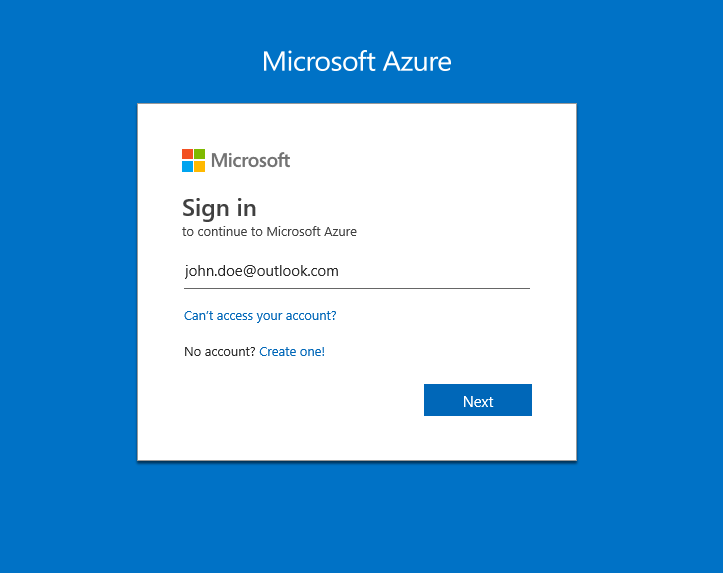 Microsoft Azure
Microsoft
Sign in
to continue to Microsoft Azure
john.doe@outlook.com
Can't access your account?
No account? Create one!
Next